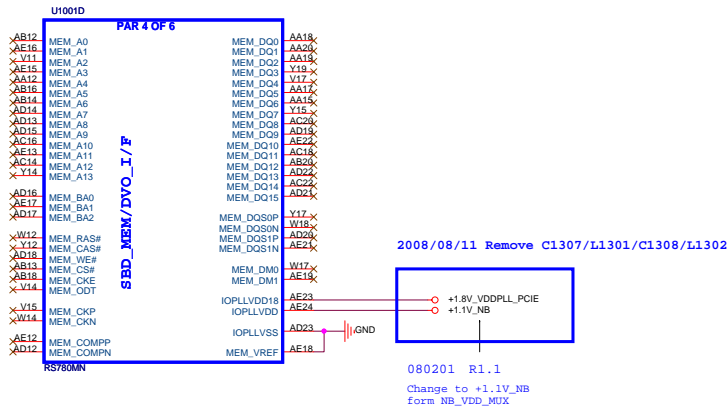 U1001D
PAR 4 OF 6
AB12 MEM_A0 MEM_DQ0 AA18
AE16 MEM_A1 MEM_DQ1 AA20
V11 MEM_A2 MEM_DQ2 AA19
AE15 MEM_A3 MEM_DQ3 Y19
AA12 MEM_A4 MEM_DQ4 V17
AB16 MEM_A5 MEM_DQ5 AA17
AB14 MEM_A6 MEM_DQ6 AA15
AD14 MEM_A7 MEM_DQ7 Y15
AD13 MEM_A8 MEM_DQ8 AC20
AD15 MEM_A9 MEM_DQ9 AD19
AC16 MEM_A10 MEM_DQ10 AE22
AE13 MEM_A11 MEM_DQ11 AC18
AC14 MEM_A12 MEM_DQ12 AB20
Y14 MEM_A13 MEM_DQ13 AD22
MEM_DQ14 AC22
AD16 MEM_BA0 MEM_DQ15 AD21
AE17 MEM_BA1
AD17 MEM_BA2 MEM_DQS0P Y17
MEM_DQS0N W18
W12 MEM_RAS# MEM_DQS1P AD20
Y12 MEM_CAS# MEM_DQS1N AE21
AD18 MEM_WE#
AB13 MEM_CS# MEM_DM0 W17
AB18 MEM_CKE MEM_DM1 AE19
V14 MEM_ODT
IOPLLVDD18 AE23
V15 MEM_CKP IOPLLVDD AE24
W14 MEM_CKN
IOPLLVSS AD23
AE12 MEM_COMPP
AD12 MEM_COMPN MEM_VREF AE18
SBD_MEM/DVO_I/F
RS780MN
GND
2008/08/11 Remove C1307/L1301/C1308/L1302
+1.8V_VDDPLL_PCIE
+1.1V_NB
080201 R1.1
Change to +1.1V_NB
form NB_VDD_MUX